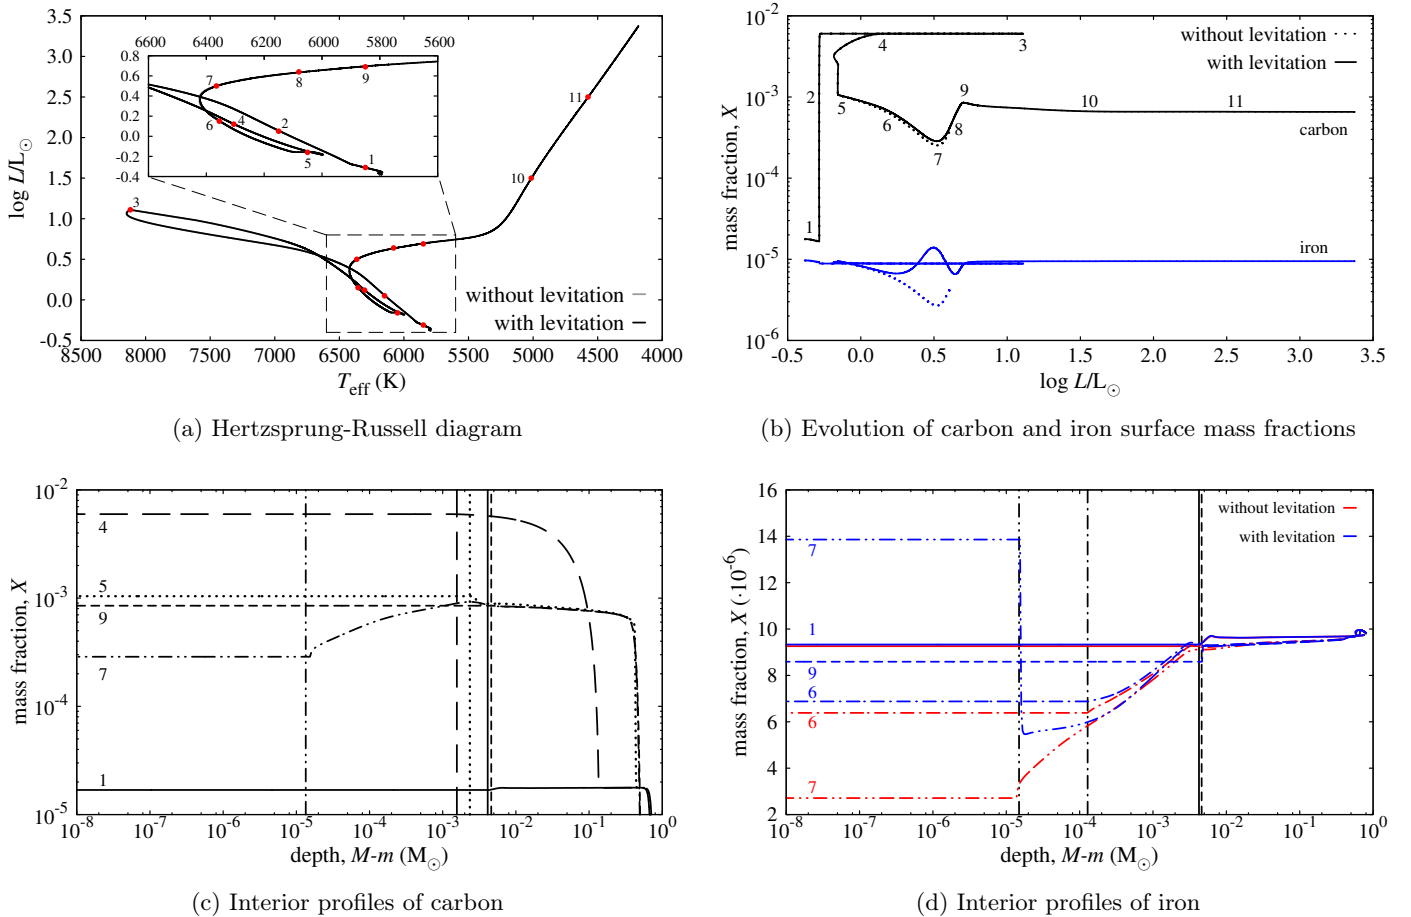 3.5
3.0
2.5
2.0
1.5
1.0
0.5
0.0
-0.5
log L/L☉
6600 6400 6200 6000 5800 5600
0.8
0.6
0.4
0.2
0.0
-0.2
-0.4
7
8
9
6
4
2
5
1
3
10
11
without levitation
with levitation
8500 8000 7500 7000 6500 6000 5500 5000 4500 4000
Teff (K)
(a) Hertzsprung-Russell diagram
10-2
10-3
10-4
10-5
10-6
mass fraction, X
without levitation
with levitation
4
3
2
5
6
7
8
9
10
11
carbon
1
iron
-0.5 0.0 0.5 1.0 1.5 2.0 2.5 3.0 3.5
log L/L☉
(b) Evolution of carbon and iron surface mass fractions
10-2
10-3
10-4
10-5
mass fraction, X
4
5
9
7
1
10-8 10-7 10-6 10-5 10-4 10-3 10-2 10-1 100
depth, M-m (M☉)
(c) Interior profiles of carbon
16
14
12
10
8
6
4
2
mass fraction, X (·10-6)
without levitation
with levitation
7
1
9
6
6
7
10-8 10-7 10-6 10-5 10-4 10-3 10-2 10-1 100
depth, M-m (M☉)
(d) Interior profiles of iron